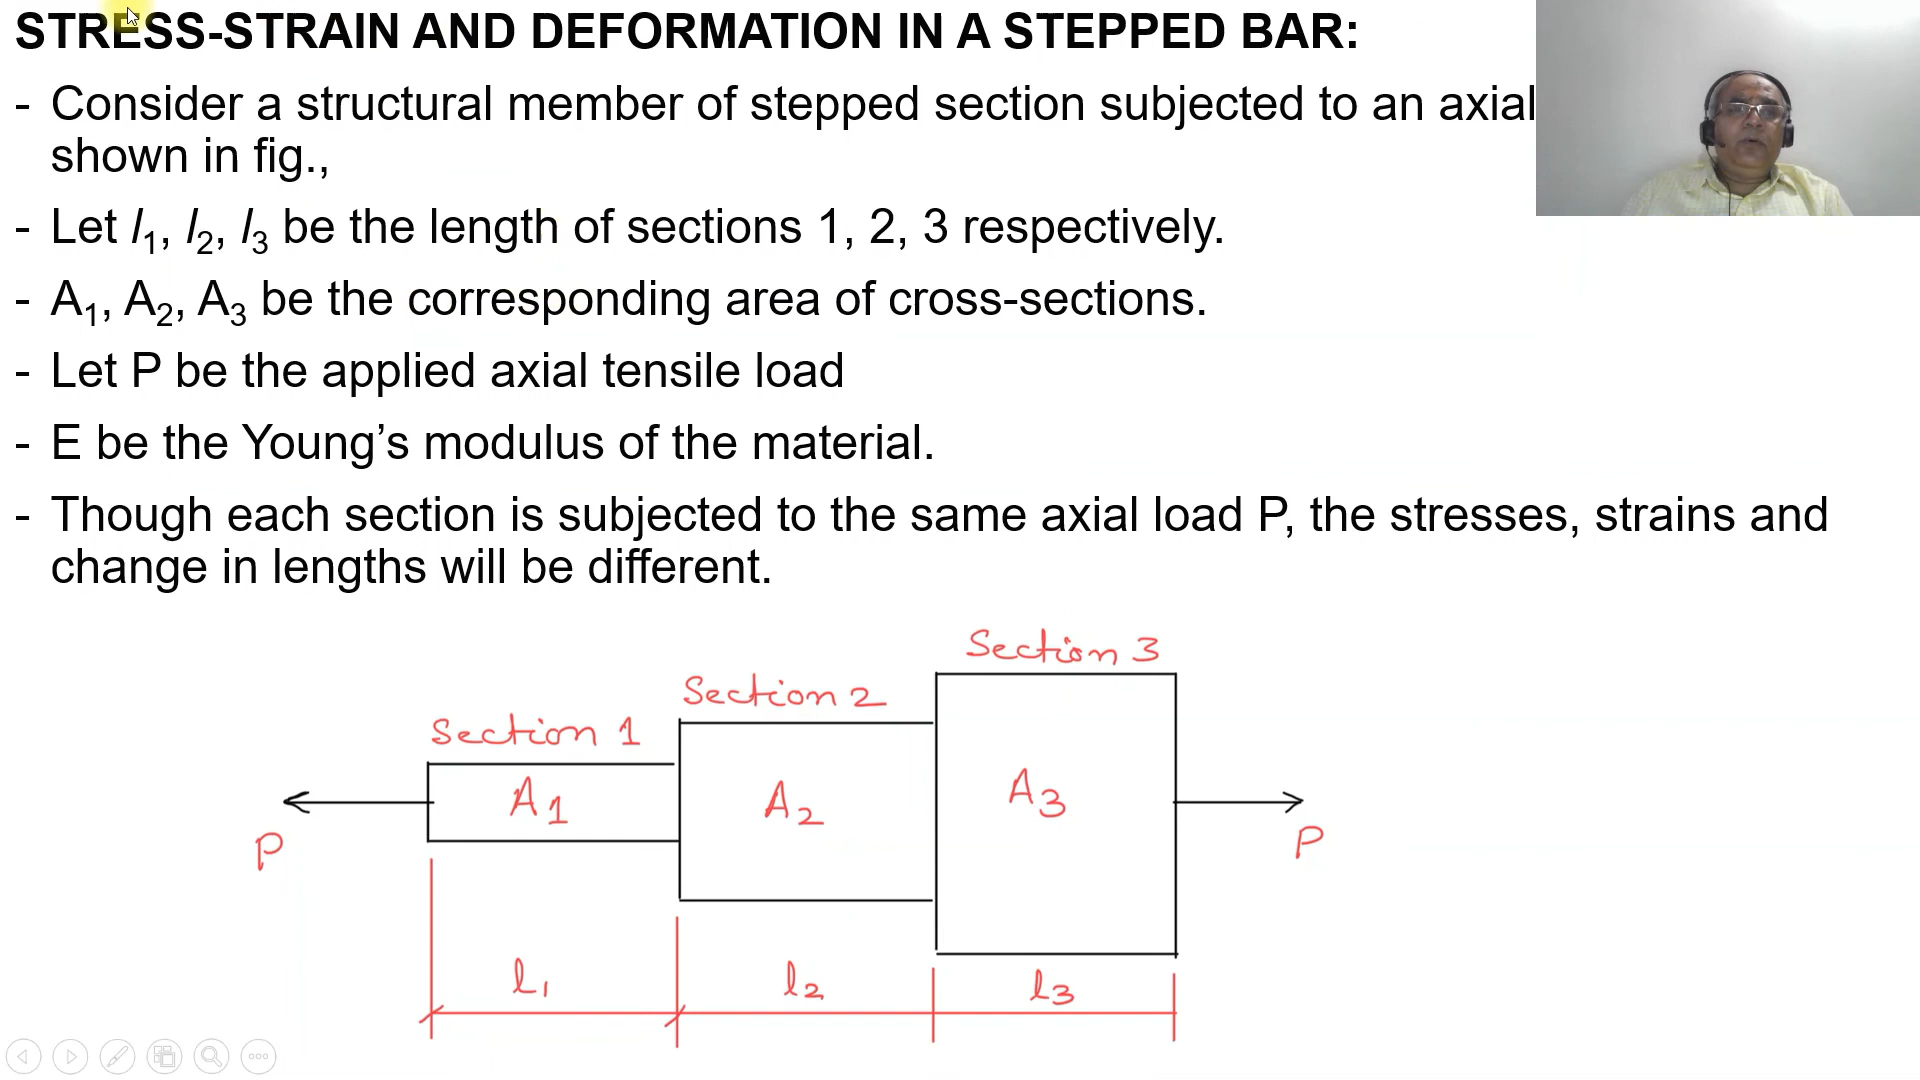 STRESS-STRAIN AND DEFORMATION IN A STEPPED BAR:
- Consider a structural member of stepped section subjected to an axial
shown in fig.,
- Let l₁, l₂, l₃ be the length of sections 1, 2, 3 respectively.
- A₁, A₂, A₃ be the corresponding area of cross-sections.
- Let P be the applied axial tensile load
- E be the Young’s modulus of the material.
- Though each section is subjected to the same axial load P, the stresses, strains and
change in lengths will be different.
Section 3
Section 2
Section 1
A₁
A₂
A₃
P
P
l₁
l₂
l₃